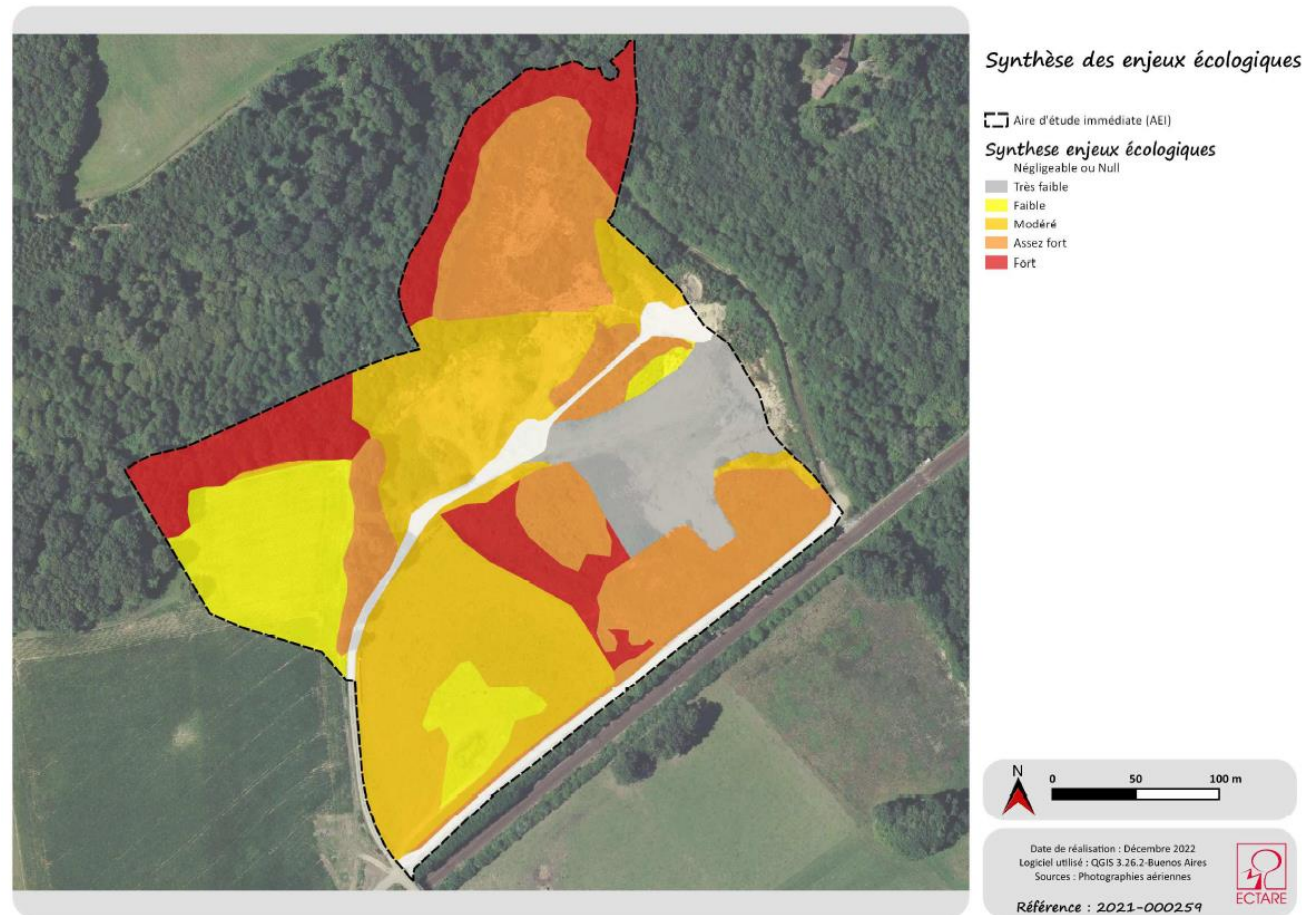 Synthèse des enjeux écologiques
Aire d'étude immédiate (AEI)
Synthese enjeux écologiques
Négligeable ou Null
Très faible
Faible
Modéré
Assez fort
Fort
N
0 50 100 m
Date de réalisation : Décembre 2022
Logiciel utilisé : QGIS 3.26.2-Buenos Aires
Sources : Photographies aériennes
Référence : 2021-000259
ECTARE